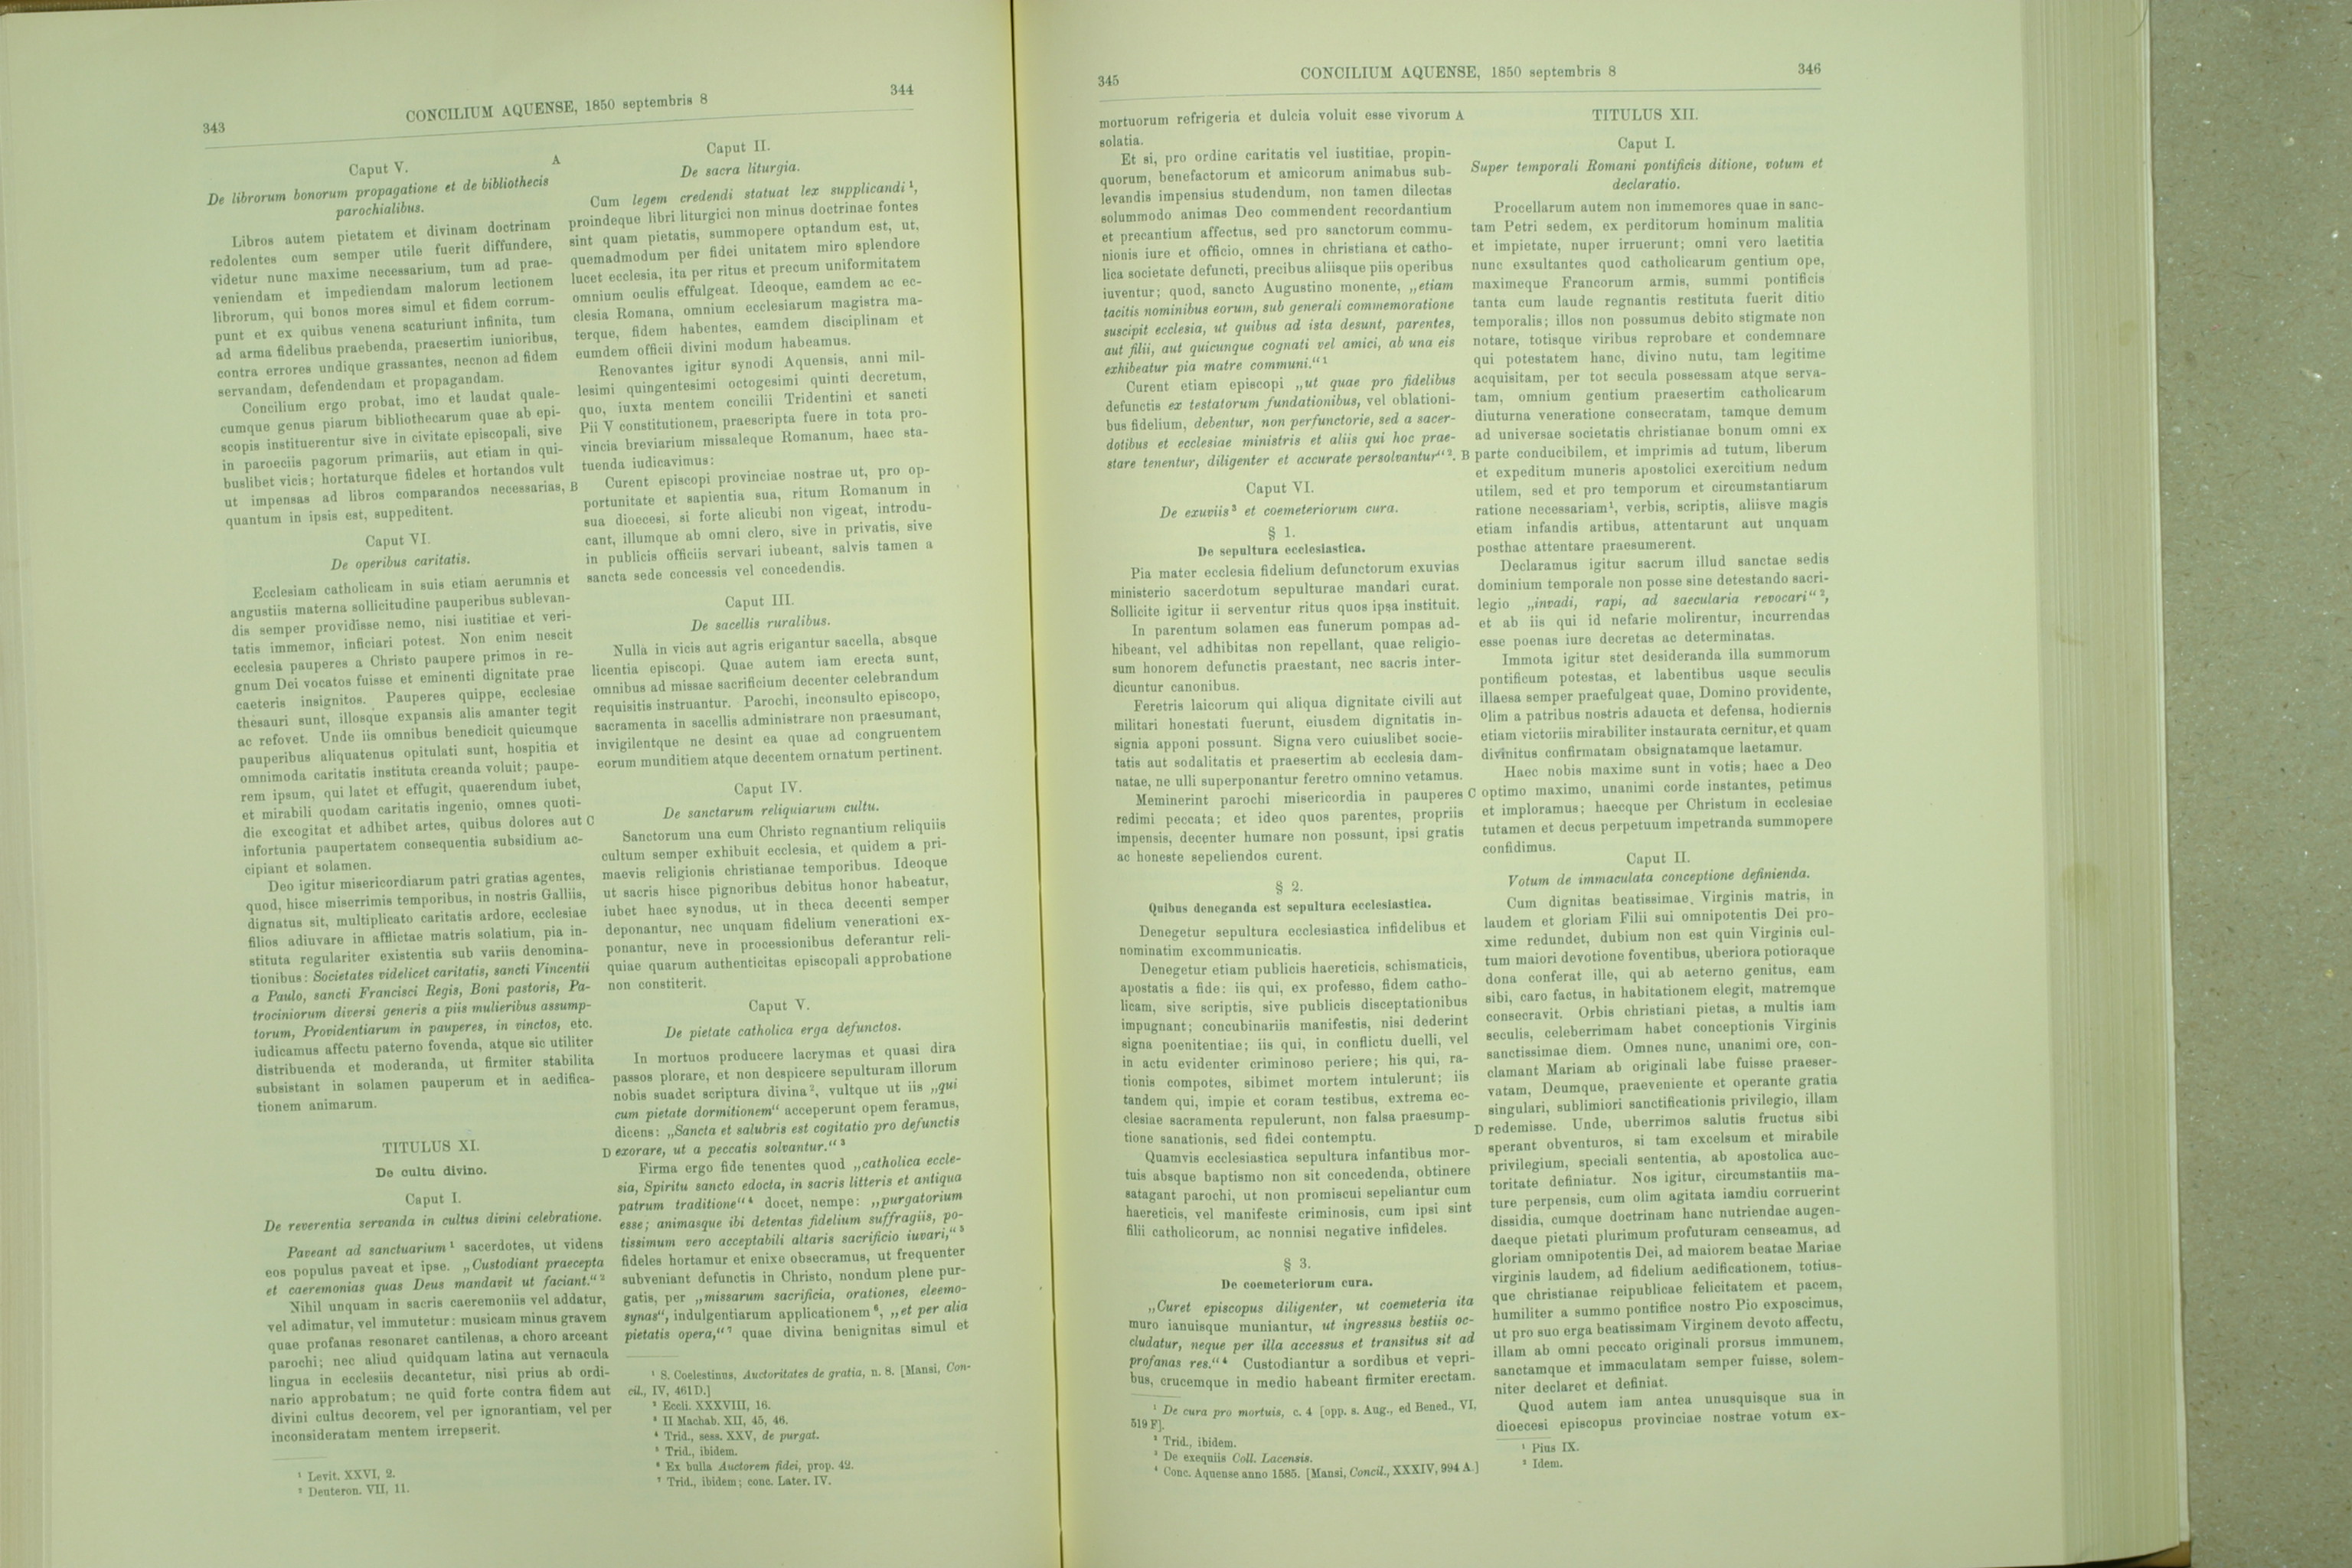 343
CONCILIUM AQUENSE, 1850 septembris 8
344
Caput V.
A
De librorum bonorum propagatione et de bibliothecis
parochialibus.
Libros autem pietatem et divinam doctrinam
redolentes cum semper utile fuerit diffundere,
videtur nunc maxime necessarium, tum ad prae-
veniendam et impediendam malorum lectionem
librorum, qui bonos mores simul et fidem corrum-
punt et ex quibus venena scaturiunt infinita, tum
ad arma fidelibus praebenda, praesertim iunioribus,
contra errores undique grassantes, necnon ad fidem
servandam, defendendam et propagandam.
Concilium ergo probat, imo et laudat quale-
cumque genus piarum bibliothecarum quae ab epi-
scopis instituerentur sive in civitate episcopali, sive
in paroeciis pagorum primariis, aut etiam in qui-
buslibet vicis; hortaturque fideles et hortandos vult
ut impensas ad libros comparandos necessarias, B
quantum in ipsis est, suppeditent.
Caput VI.
De operibus caritatis.
Ecclesiam catholicam in suis etiam aerumnis et
angustiis materna sollicitudine pauperibus sublevan-
dis semper providisse nemo, nisi iustitiae et veri-
tatis immemor, inficiari potest. Non enim nescit
ecclesia pauperes a Christo paupere primos in re-
gnum Dei vocatos fuisse et eminenti dignitate prae
caeteris insignitos. Pauperes quippe, ecclesiae
thesauri sunt, illosque expansis alis amanter tegit
ac refovet. Unde iis omnibus benedicit quicumque
pauperibus aliquatenus opitulati sunt, hospitia et
omnimoda caritatis instituta creanda voluit; paupe-
rem ipsum, qui latet et effugit, quaerendum iubet,
et mirabili quodam caritatis ingenio, omnes quoti-
die excogitat et adhibet artes, quibus dolores aut C
infortunia paupertatem consequentia subsidium ac-
cipiant et solamen.
Deo igitur misericordiarum patri gratias agentes,
quod, hisce miserrimis temporibus, in nostris Galliis,
dignatus sit, multiplicato caritatis ardore, ecclesiae
filios adiuvare in afflictae matris solatium, pia in-
stituta regulariter existentia sub variis denomina-
tionibus: Societates videlicet caritatis, sancti Vincentii
a Paulo, sancti Francisci Regis, Boni pastoris, Pa-
trociniorum diversi generis a piis mulieribus assump-
torum, Providentiarum in pauperes, in vinctos, etc.
iudicamus affectu paterno fovenda, atque sic utiliter
distribuenda et moderanda, ut firmiter stabilita
subsistant in solamen pauperum et in aedifica-
tionem animarum.
TITULUS XI.
De cultu divino.
Caput I.
De reverentia servanda in cultus divini celebratione.
Paveant ad sanctuarium¹ sacerdotes, ut videns
eos populus paveat et ipse. „Custodiant praecepta
et caeremonias quas Deus mandavit ut faciant.“²
Nihil unquam in sacris caeremoniis vel addatur,
vel adimatur, vel immutetur: musicam minus gravem
quae profanas resonaret cantilenas, a choro arceant
parochi; nec aliud quidquam latina aut vernacula
lingua in ecclesiis decantetur, nisi prius ab ordi-
nario approbatum; ne quid forte contra fidem aut
divini cultus decorem, vel per ignorantiam, vel per
inconsideratam mentem irrepserit.
¹ Levit. XXVI, 2.
² Deuteron. VII, 11.
Caput II.
De sacra liturgia.
Cum legem credendi statuat lex supplicandi¹,
proindeque libri liturgici non minus doctrinae fontes
sint quam pietatis, summopere optandum est, ut,
quemadmodum per fidei unitatem miro splendore
lucet ecclesia, ita per ritus et precum uniformitatem
omnium oculis effulgeat. Ideoque, eamdem ac ec-
clesia Romana, omnium ecclesiarum magistra ma-
terque, fidem habentes, eamdem disciplinam et
eumdem officii divini modum habeamus.
Renovantes igitur synodi Aquensis, anni mil-
lesimi quingentesimi octogesimi quinti decretum,
quo, iuxta mentem concilii Tridentini et sancti
Pii V constitutionem, praescripta fuere in tota pro-
vincia breviarium missaleque Romanum, haec sta-
tuenda iudicavimus:
Curent episcopi provinciae nostrae ut, pro op-
portunitate et sapientia sua, ritum Romanum in
sua dioecesi, si forte alicubi non vigeat, introdu-
cant, illumque ab omni clero, sive in privatis, sive
in publicis officiis servari iubeant, salvis tamen a
sancta sede concessis vel concedendis.
Caput III.
De sacellis ruralibus.
Nulla in vicis aut agris erigantur sacella, absque
licentia episcopi. Quae autem iam erecta sunt,
omnibus ad missae sacrificium decenter celebrandum
requisitis instruantur. Parochi, inconsulto episcopo,
sacramenta in sacellis administrare non praesumant,
invigilentque ne desint ea quae ad congruentem
eorum munditiem atque decentem ornatum pertinent.
Caput IV.
De sanctarum reliquiarum cultu.
Sanctorum una cum Christo regnantium reliquiis
cultum semper exhibuit ecclesia, et quidem a pri-
maevis religionis christianae temporibus. Ideoque
ut sacris hisce pignoribus debitus honor habeatur,
iubet haec synodus, ut in theca decenti semper
deponantur, nec unquam fidelium venerationi ex-
ponantur, neve in processionibus deferantur reli-
quiae quarum authenticitas episcopali approbatione
non constiterit.
Caput V.
De pietate catholica erga defunctos.
In mortuos producere lacrymas et quasi dira
passos plorare, et non despicere sepulturam illorum
nobis suadet scriptura divina², vultque ut iis „qui
cum pietate dormitionem“ acceperunt opem feramus,
dicens: „Sancta et salubris est cogitatio pro defunctis
D exorare, ut a peccatis solvantur.“³
Firma ergo fide tenentes quod „catholica eccle-
sia, Spiritu sancto edocta, in sacris litteris et antiqua
patrum traditione“⁴ docet, nempe: „purgatorium
esse; animasque ibi detentas fidelium suffragiis, po-
tissimum vero acceptabili altaris sacrificio iuvari,“⁵
fideles hortamur et enixe obsecramus, ut frequenter
subveniant defunctis in Christo, nondum plene pur-
gatis, per „missarum sacrificia, orationes, eleemo-
synas“, indulgentiarum applicationem⁶, „et per alia
pietatis opera,“⁷ quae divina benignitas simul et
¹ S. Coelestinus, Auctoritates de gratia, n. 8. [Mansi, Con-
cil., IV, 461D.]
² Eccli. XXXVIII, 16.
³ II Machab. XII, 45, 46.
⁴ Trid., sess. XXV, de purgat.
⁵ Trid., ibidem.
⁶ Ex bulla Auctorem fidei, prop. 42.
⁷ Trid., ibidem; conc. Later. IV.
345
CONCILIUM AQUENSE, 1850 septembris 8
346
mortuorum refrigeria et dulcia voluit esse vivorum A
solatia.
Et si, pro ordine caritatis vel iustitiae, propin-
quorum, benefactorum et amicorum animabus sub-
levandis impensius studendum, non tamen dilectas
solummodo animas Deo commendent recordantium
et precantium affectus, sed pro sanctorum commu-
nionis iure et officio, omnes in christiana et catho-
lica societate defuncti, precibus aliisque piis operibus
iuventur; quod, sancto Augustino monente, „etiam
tacitis nominibus eorum, sub generali commemoratione
suscipit ecclesia, ut quibus ad ista desunt, parentes,
aut filii, aut quicunque cognati vel amici, ab una eis
exhibeatur pia matre communi.“¹
Curent etiam episcopi „ut quae pro fidelibus
defunctis ex testatorum fundationibus, vel oblationi-
bus fidelium, debentur, non perfunctorie, sed a sacer-
dotibus et ecclesiae ministris et aliis qui hoc prae-
stare tenentur, diligenter et accurate persolvantur“². B
Caput VI.
De exuviis³ et coemeteriorum cura.
§ 1.
De sepultura ecclesiastica.
Pia mater ecclesia fidelium defunctorum exuvias
ministerio sacerdotum sepulturae mandari curat.
Sollicite igitur ii serventur ritus quos ipsa instituit.
In parentum solamen eas funerum pompas ad-
hibeant, vel adhibitas non repellant, quae religio-
sum honorem defunctis praestant, nec sacris inter-
dicuntur canonibus.
Feretris laicorum qui aliqua dignitate civili aut
militari honestati fuerunt, eiusdem dignitatis in-
signia apponi possunt. Signa vero cuiuslibet socie-
tatis aut sodalitatis et praesertim ab ecclesia dam-
natae, ne ulli superponantur feretro omnino vetamus.
Meminerint parochi misericordia in pauperes C
redimi peccata; et ideo quos parentes, propriis
impensis, decenter humare non possunt, ipsi gratis
ac honeste sepeliendos curent.
§ 2.
Quibus deneganda est sepultura ecclesiastica.
Denegetur sepultura ecclesiastica infidelibus et
nominatim excommunicatis.
Denegetur etiam publicis haereticis, schismaticis,
apostatis a fide: iis qui, ex professo, fidem catho-
licam, sive scriptis, sive publicis disceptationibus
impugnant; concubinariis manifestis, nisi dederint
signa poenitentiae; iis qui, in conflictu duelli, vel
in actu evidenter criminoso periere; his qui, ra-
tionis compotes, sibimet mortem intulerunt; iis
tandem qui, impie et coram testibus, extrema ec-
clesiae sacramenta repulerunt, non falsa praesump-
tione sanationis, sed fidei contemptu.
Quamvis ecclesiastica sepultura infantibus mor-
tuis absque baptismo non sit concedenda, obtinere
satagant parochi, ut non promiscui sepeliantur cum
haereticis, vel manifeste criminosis, cum ipsi sint
filii catholicorum, ac nonnisi negative infideles.
§ 3.
De coemeteriorum cura.
„Curet episcopus diligenter, ut coemeteria ita
muro ianuisque muniantur, ut ingressus bestiis oc-
cludatur, neque per illa accessus et transitus sit ad
profanas res.“⁴ Custodiantur a sordibus et vepri-
bus, crucemque in medio habeant firmiter erectam.
¹ De cura pro mortuis, c. 4 [opp. s. Aug., ed Bened., VI,
519 F].
² Trid., ibidem.
³ De exequiis Coll. Lacensis.
⁴ Conc. Aquense anno 1585. [Mansi, Concil., XXXIV, 994 A.]
TITULUS XII.
Caput I.
Super temporali Romani pontificis ditione, votum et
declaratio.
Procellarum autem non immemores quae in sanc-
tam Petri sedem, ex perditorum hominum malitia
et impietate, nuper irruerunt; omni vero laetitia
nunc exsultantes quod catholicarum gentium ope,
maximeque Francorum armis, summi pontificis
tanta cum laude regnantis restituta fuerit ditio
temporalis; illos non possumus debito stigmate non
notare, totisque viribus reprobare et condemnare
qui potestatem hanc, divino nutu, tam legitime
acquisitam, per tot secula possessam atque serva-
tam, omnium gentium praesertim catholicarum
diuturna veneratione consecratam, tamque demum
ad universae societatis christianae bonum omni ex
parte conducibilem, et imprimis ad tutum, liberum
et expeditum muneris apostolici exercitium nedum
utilem, sed et pro temporum et circumstantiarum
ratione necessariam¹, verbis, scriptis, aliisve magis
etiam infandis artibus, attentarunt aut unquam
posthac attentare praesumerent.
Declaramus igitur sacrum illud sanctae sedis
dominium temporale non posse sine detestando sacri-
legio „invadi, rapi, ad saecularia revocari“²,
et ab iis qui id nefarie molirentur, incurrendas
esse poenas iure decretas ac determinatas.
Immota igitur stet desideranda illa summorum
pontificum potestas, et labentibus usque seculis
illaesa semper praefulgeat quae, Domino providente,
olim a patribus nostris adaucta et defensa, hodiernis
etiam victoriis mirabiliter instaurata cernitur, et quam
divinitus confirmatam obsignatamque laetamur.
Haec nobis maxime sunt in votis; haec a Deo
optimo maximo, unanimi corde instantes, petimus
et imploramus; haecque per Christum in ecclesiae
tutamen et decus perpetuum impetranda summopere
confidimus.
Caput II.
Votum de immaculata conceptione definienda.
Cum dignitas beatissimae Virginis matris, in
laudem et gloriam Filii sui omnipotentis Dei pro-
xime redundet, dubium non est quin Virginis cul-
tum maiori devotione foventibus, uberiora potioraque
dona conferat ille, qui ab aeterno genitus, eam
sibi, caro factus, in habitationem elegit, matremque
consecravit. Orbis christiani pietas, a multis iam
seculis, celeberrimam habet conceptionis Virginis
sanctissimae diem. Omnes nunc, unanimi ore, con-
clamant Mariam ab originali labe fuisse praeser-
vatam, Deumque, praeveniente et operante gratia
singulari, sublimiori sanctificationis privilegio, illam
D redemisse. Unde, uberrimos salutis fructus sibi
sperant obventuros, si tam excelsum et mirabile
privilegium, speciali sententia, ab apostolica auc-
toritate definiatur. Nos igitur, circumstantiis ma-
ture perpensis, cum olim agitata iamdiu corruerint
dissidia, cumque doctrinam hanc nutriendae augen-
daeque pietati plurimum profuturam censeamus, ad
gloriam omnipotentis Dei, ad maiorem beatae Mariae
virginis laudem, ad fidelium aedificationem, totius-
que christianae reipublicae felicitatem et pacem,
humiliter a summo pontifice nostro Pio exposcimus,
ut pro suo erga beatissimam Virginem devoto affectu,
illam ab omni peccato originali prorsus immunem,
sanctamque et immaculatam semper fuisse, solem-
niter declaret et definiat.
Quod autem iam antea unusquisque sua in
dioecesi episcopus provinciae nostrae votum ex-
¹ Pius IX.
² Idem.